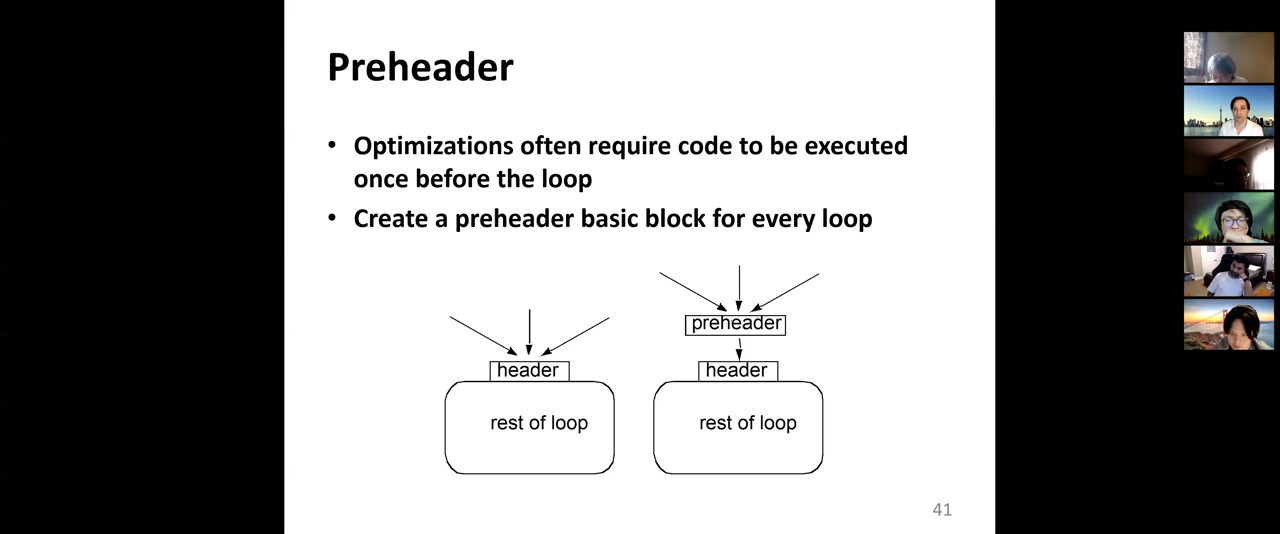 Preheader
• Optimizations often require code to be executed
once before the loop
• Create a preheader basic block for every loop
preheader
header
header
rest of loop
rest of loop
41